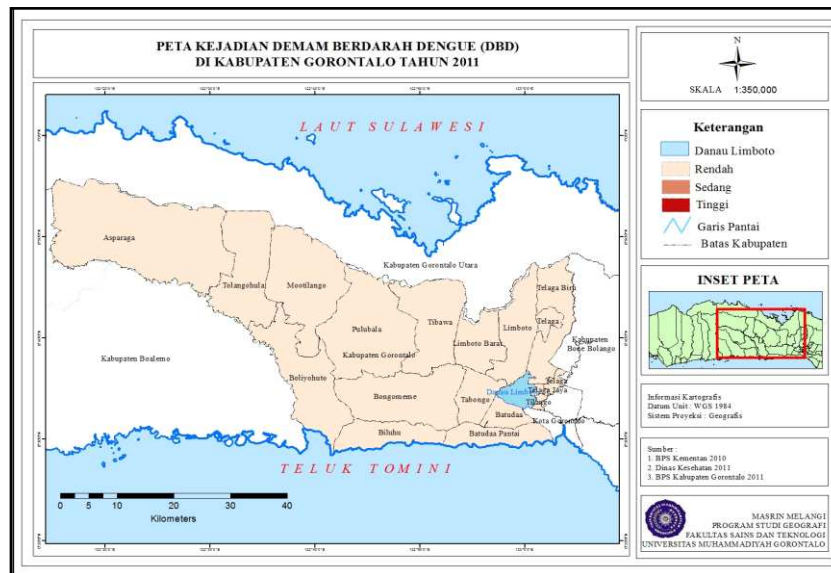 PETA KEJADIAN DEMAM BERDARAH DENGUE (DBD)
DI KABUPATEN GORONTALO TAHUN 2011
LAUT SULAWESI
Asparaga
Tolangohula
Mootilango
Kabupaten Gorontalo Utara
Telaga Biru
Pulubala
Tibawa
Limboto Barat
Limboto
Telaga
Kabupaten
Bone Bolango
Kabupaten Boalemo
Kabupaten Gorontalo
Boliyohute
Bongomeme
Tabongo
Danau Limboto
Telaga
Telaga Jaya
Tilango
Batudaa
Kota Gorontalo
Biluhu
Batudaa Pantai
TELUK TOMINI
0 5 10 20 30 40
Kilometers
N
SKALA 1:350,000
Keterangan
Danau Limboto
Rendah
Sedang
Tinggi
Garis Pantai
Batas Kabupaten
INSET PETA
Informasi Kartografis
Datum Unit : WGS 1984
Sistem Proyeksi : Geografis
Sumber :
1. BPS Kementan 2010
2. Dinas Kesehatan 2011
3. BPS Kabupaten Gorontalo 2011
MASRIN MELANGI
PROGRAM STUDI GEOGRAFI
FAKULTAS SAINS DAN TEKNOLOGI
UNIVERSITAS MUHAMMADIYAH GORONTALO